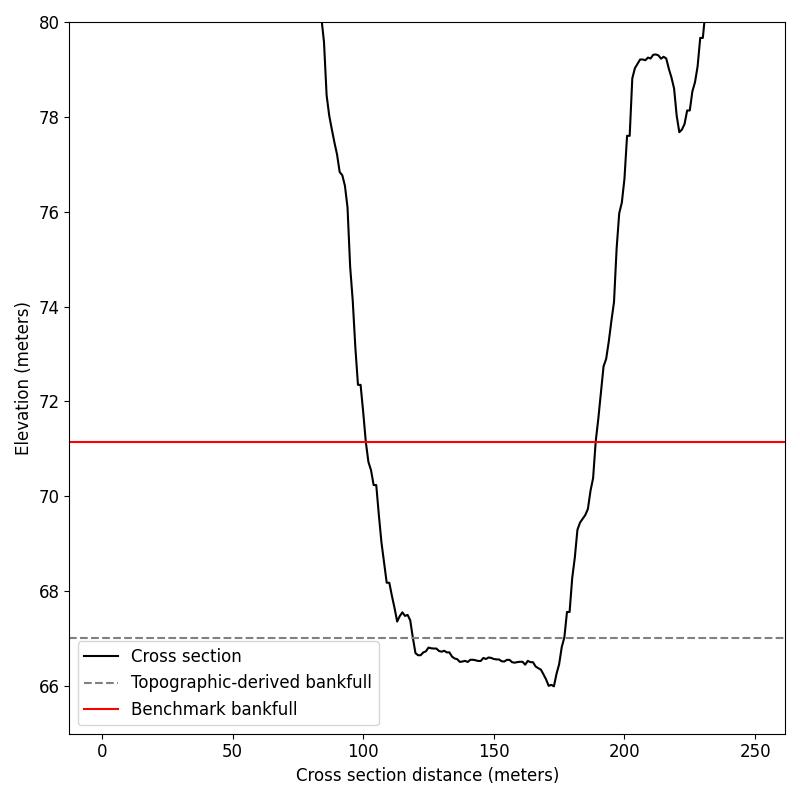 80
78
76
74
72
70
68
66
Elevation (meters)
Cross section
Topographic-derived bankfull
Benchmark bankfull
0 50 100 150 200 250
Cross section distance (meters)